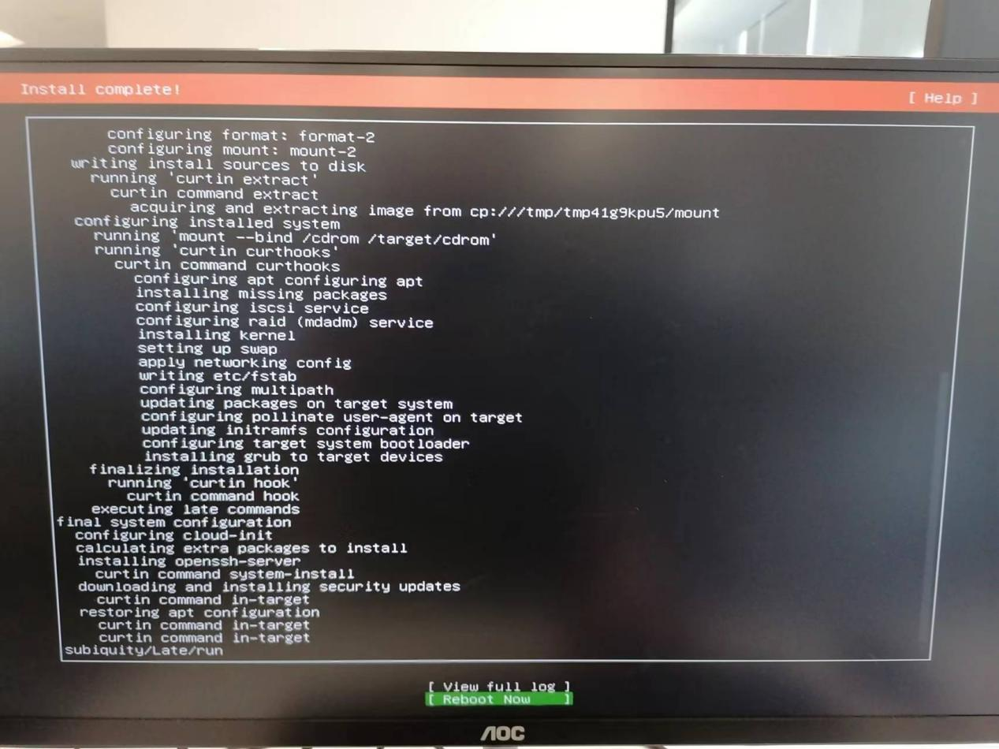 Install complete!
[ Help ]
configuring format: format-2
configuring mount: mount-2
writing install sources to disk
running 'curtin extract'
curtin command extract
acquiring and extracting image from cp:///tmp/tmp41g9kpu5/mount
configuring installed system
running 'mount --bind /cdrom /target/cdrom'
running 'curtin curthooks'
curtin command curthooks
configuring apt configuring apt
installing missing packages
configuring iscsi service
configuring raid (mdadm) service
installing kernel
setting up swap
apply networking config
writing etc/fstab
configuring multipath
updating packages on target system
configuring pollinate user-agent on target
updating initramfs configuration
configuring target system bootloader
installing grub to target devices
finalizing installation
running 'curtin hook'
curtin command hook
executing late commands
final system configuration
configuring cloud-init
calculating extra packages to install
installing openssh-server
curtin command system-install
downloading and installing security updates
curtin command in-target
restoring apt configuration
curtin command in-target
curtin command in-target
subiquity/Late/run
[ View full log ]
[ Reboot Now ]
AOC